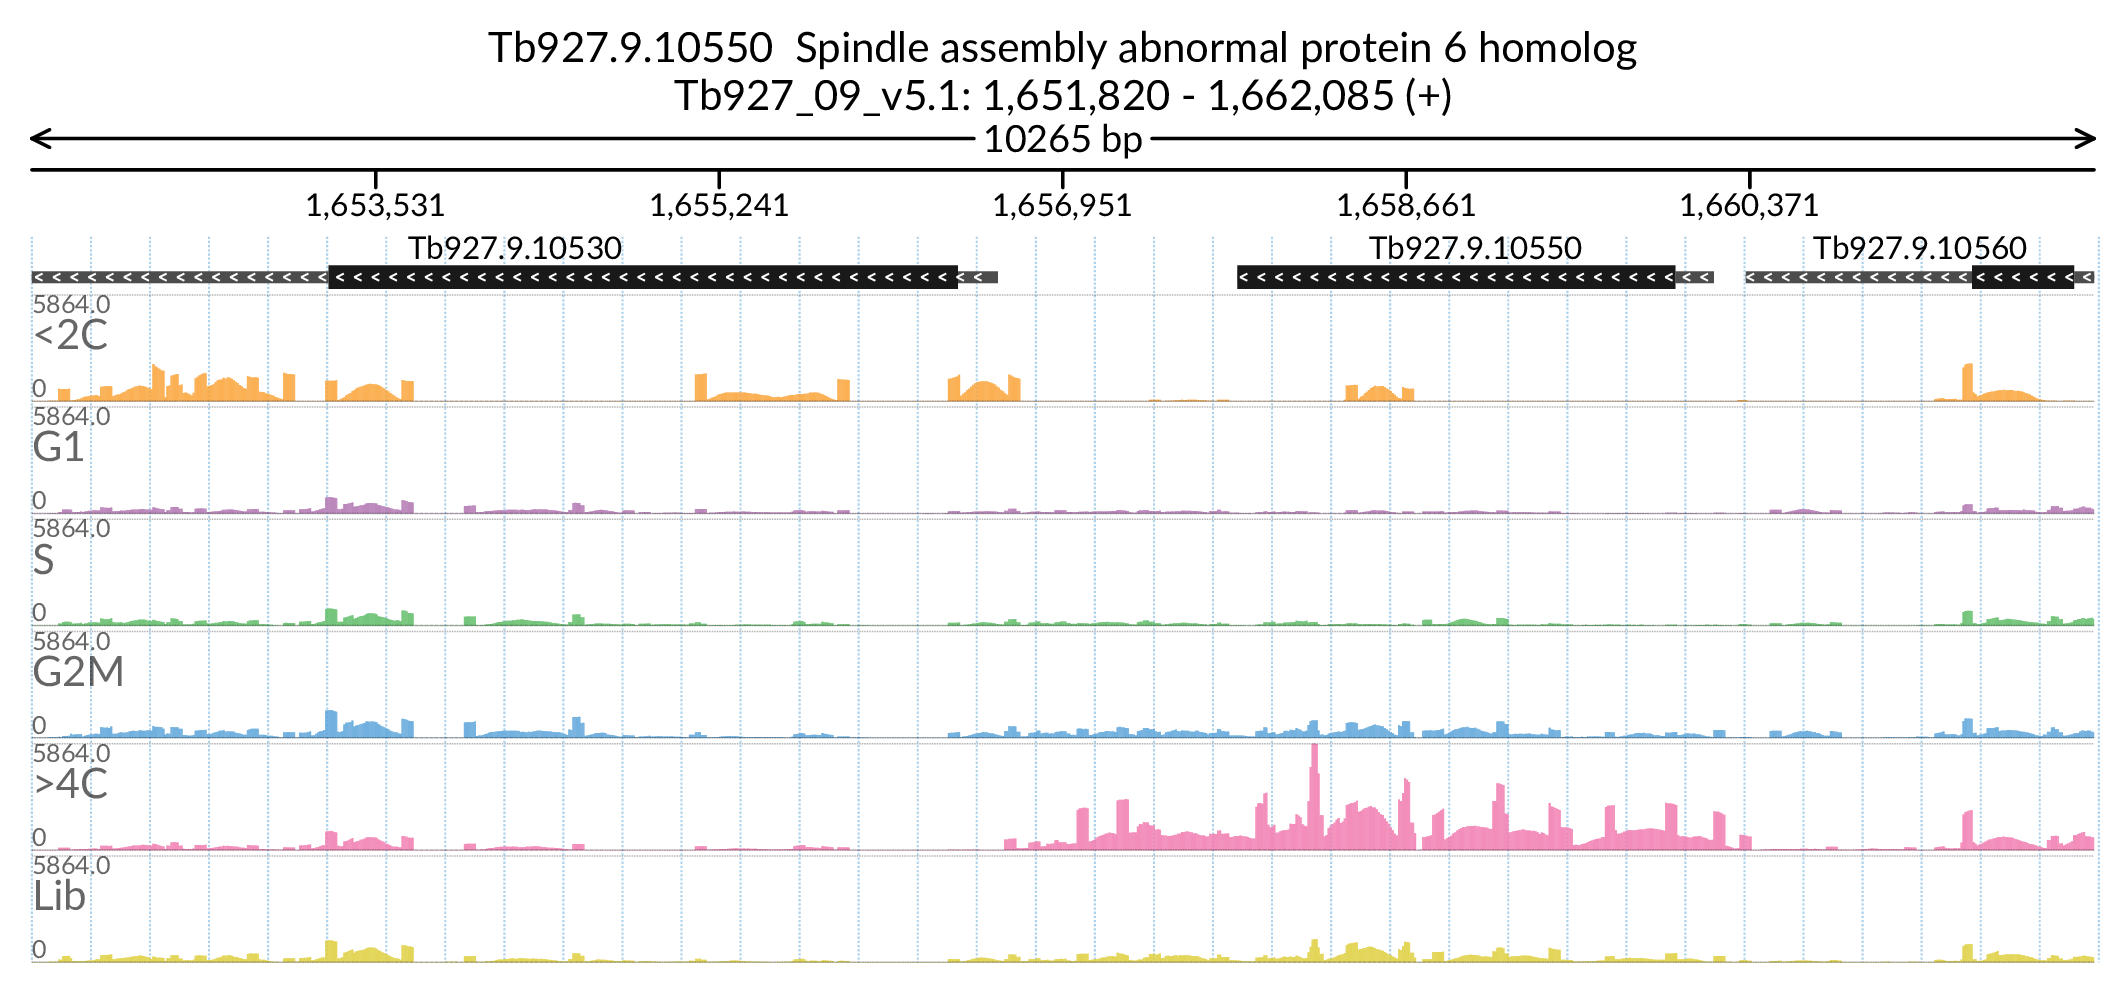 Tb927.9.10550  Spindle assembly abnormal protein 6 homolog
Tb927_09_v5.1: 1,651,820 - 1,662,085 (+)
10265 bp
1,653,531 1,655,241 1,656,951 1,658,661 1,660,371
Tb927.9.10530 Tb927.9.10550 Tb927.9.10560
5864.0
<2C
0
5864.0
G1
0
5864.0
S
0
5864.0
G2M
0
5864.0
>4C
0
5864.0
Lib
0